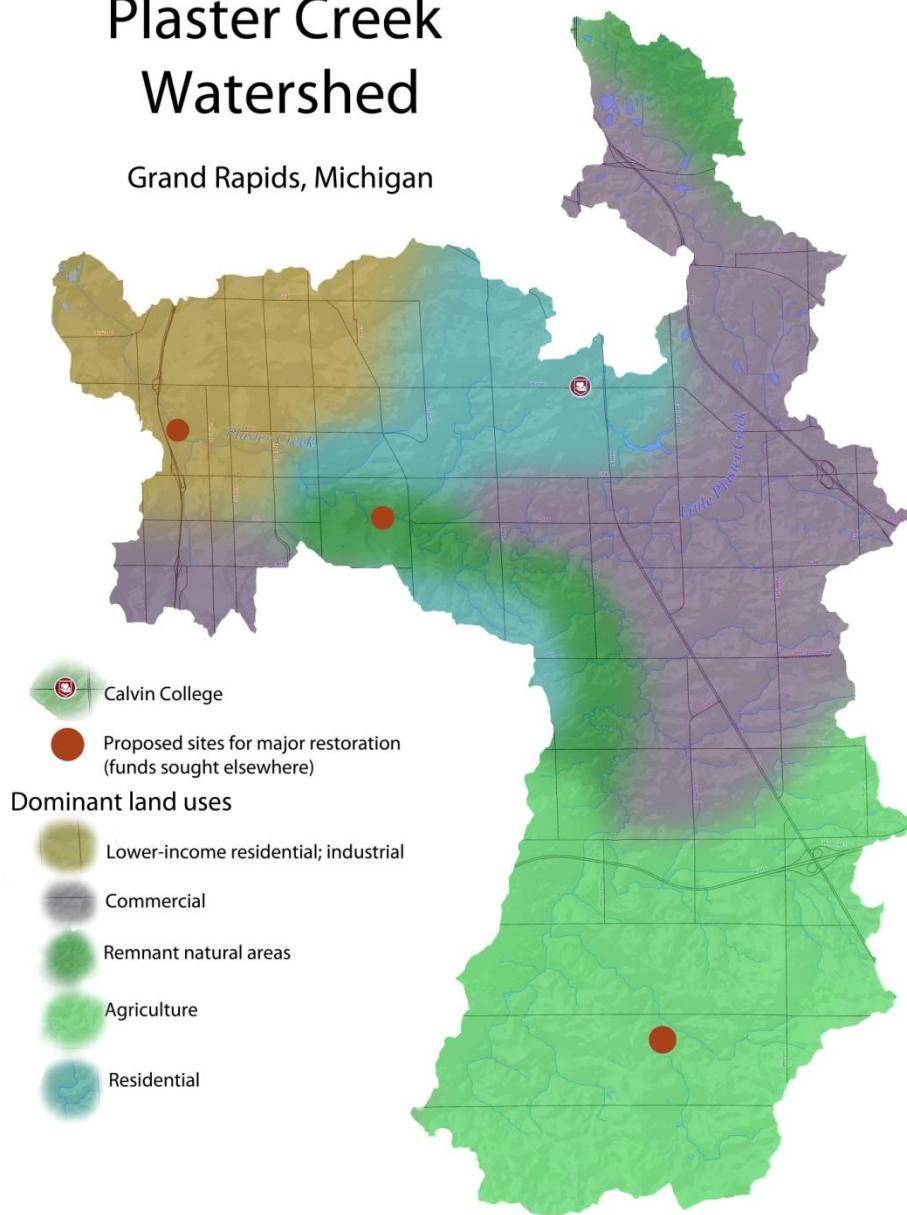 Plaster Creek
Watershed
Grand Rapids, Michigan
Plaster Creek
Little Plaster Creek
Calvin College
Proposed sites for major restoration
(funds sought elsewhere)
Dominant land uses
Lower-income residential; industrial
Commercial
Remnant natural areas
Agriculture
Residential